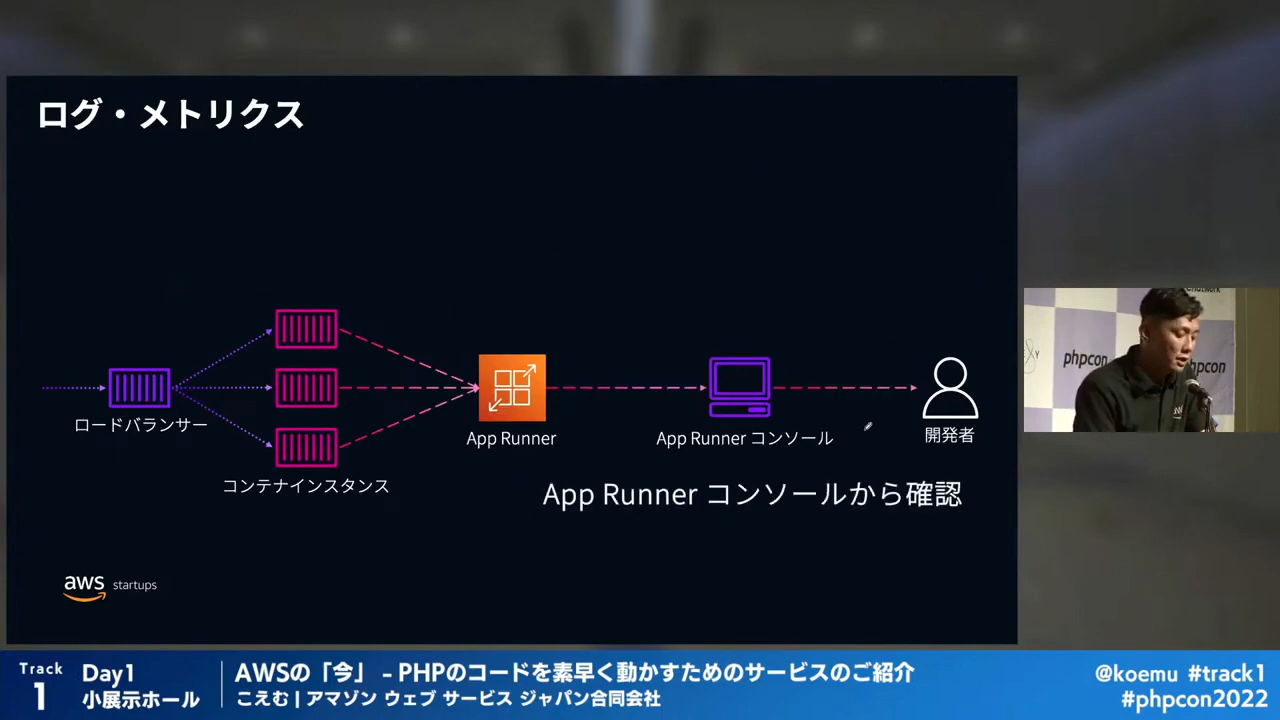 ログ・メトリクス
ロードバランサー
コンテナインスタンス
App Runner
App Runner コンソール
開発者
App Runner コンソールから確認
aws startups
phpcon
phpcon
Track
1
Day1
小展示ホール
AWSの「今」 – PHPのコードを素早く動かすためのサービスのご紹介
こえむ | アマゾン ウェブ サービス ジャパン合同会社
@koemu #track1
#phpcon2022